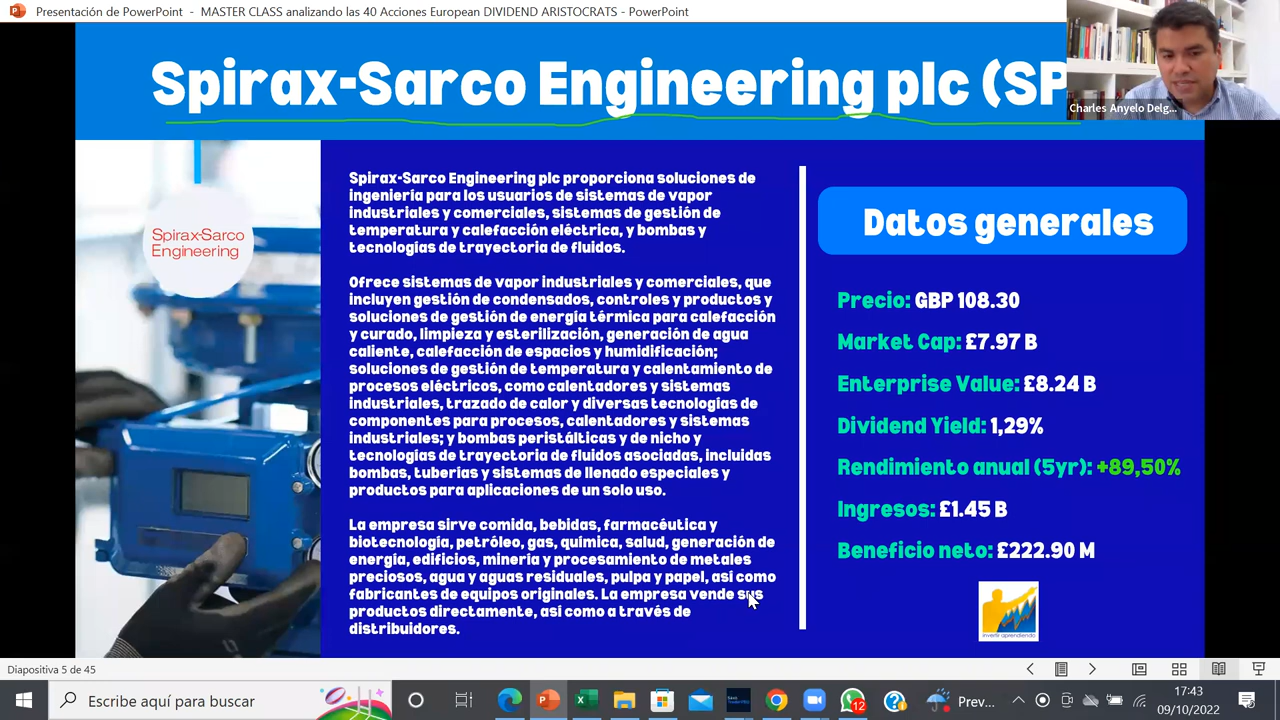 Presentación de PowerPoint - MASTER CLASS analizando las 40 Acciones European DIVIDEND ARISTOCRATS - PowerPoint
Spirax-Sarco Engineering plc (SP
Charles Anyelo Delg...
Spirax-Sarco
Engineering
Spirax-Sarco Engineering plc proporciona soluciones de
ingeniería para los usuarios de sistemas de vapor
industriales y comerciales, sistemas de gestión de
temperatura y calefacción eléctrica, y bombas y
tecnologías de trayectoria de fluidos.
Ofrece sistemas de vapor industriales y comerciales, que
incluyen gestión de condensados, controles y productos y
soluciones de gestión de energía térmica para calefacción
y curado, limpieza y esterilización, generación de agua
caliente, calefacción de espacios y humidificación;
soluciones de gestión de temperatura y calentamiento de
procesos eléctricos, como calentadores y sistemas
industriales, trazado de calor y diversas tecnologías de
componentes para procesos, calentadores y sistemas
industriales; y bombas peristálticas y de nicho y
tecnologías de trayectoria de fluidos asociadas, incluidas
bombas, tuberías y sistemas de llenado especiales y
productos para aplicaciones de un solo uso.
La empresa sirve comida, bebidas, farmacéutica y
biotecnología, petróleo, gas, química, salud, generación de
energía, edificios, minería y procesamiento de metales
preciosos, agua y aguas residuales, pulpa y papel, así como
fabricantes de equipos originales. La empresa vende sus
productos directamente, así como a través de
distribuidores.
Datos generales
Precio: GBP 108.30
Market Cap: £7.97 B
Enterprise Value: £8.24 B
Dividend Yield: 1,29%
Rendimiento anual (5yr): +89,50%
Ingresos: £1.45 B
Beneficio neto: £222.90 M
invertir aprendiendo
Diapositiva 5 de 45
Escribe aquí para buscar
12
Prev...
17:43
09/10/2022